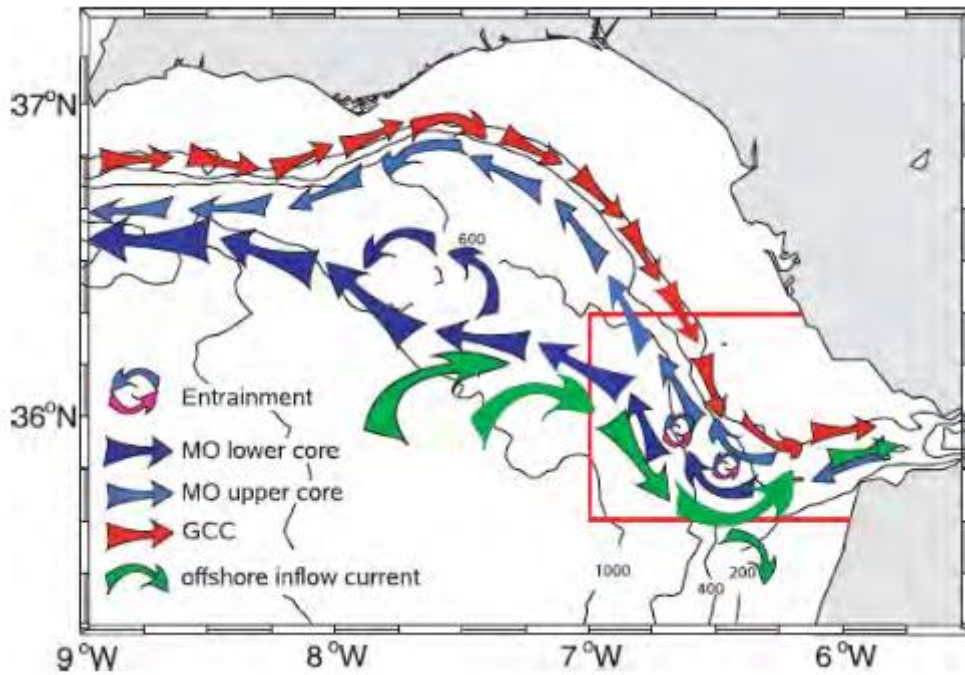 37°N
600
36°N
Entrainment
MO lower core
MO upper core
GCC
offshore inflow current
1000
400
200
9°W
8°W
7°W
6°W